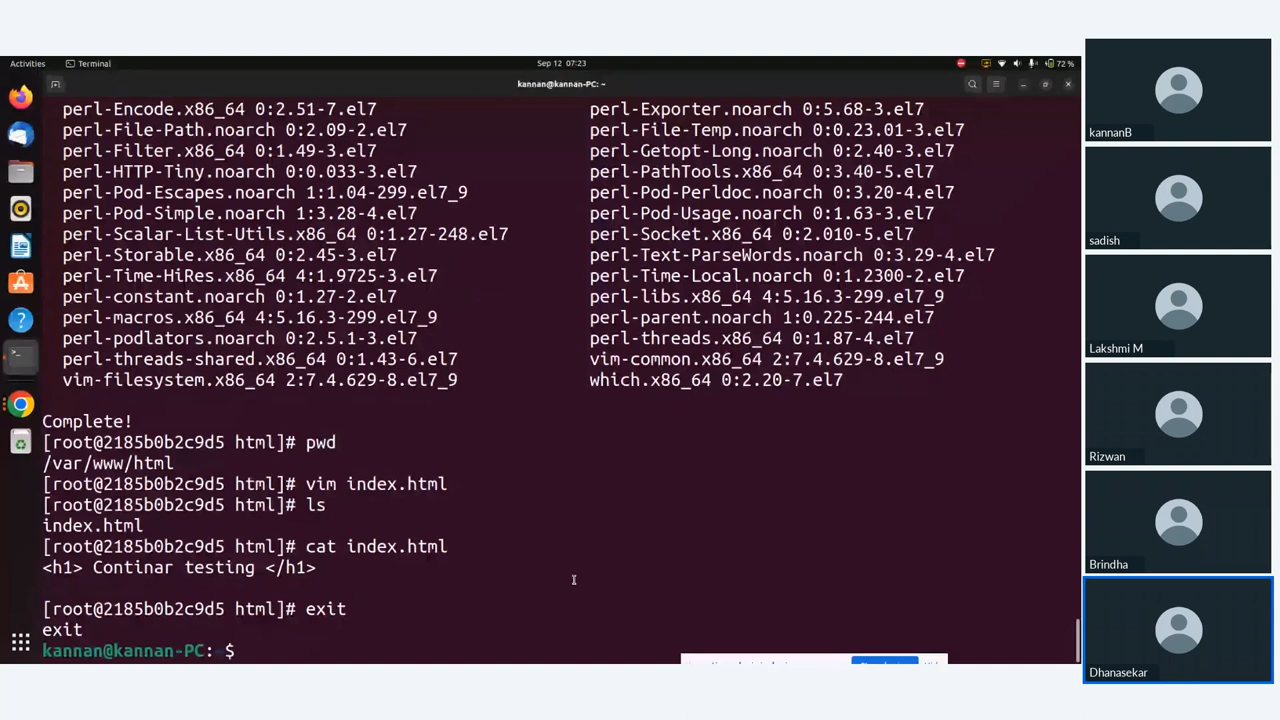 Activities
Terminal
Sep 12 07:23
72 %
kannan@kannan-PC: ~
perl-Encode.x86_64 0:2.51-7.el7 perl-Exporter.noarch 0:5.68-3.el7
perl-File-Path.noarch 0:2.09-2.el7 perl-File-Temp.noarch 0:0.23.01-3.el7
perl-Filter.x86_64 0:1.49-3.el7 perl-Getopt-Long.noarch 0:2.40-3.el7
perl-HTTP-Tiny.noarch 0:0.033-3.el7 perl-PathTools.x86_64 0:3.40-5.el7
perl-Pod-Escapes.noarch 1:1.04-299.el7_9 perl-Pod-Perldoc.noarch 0:3.20-4.el7
perl-Pod-Simple.noarch 1:3.28-4.el7 perl-Pod-Usage.noarch 0:1.63-3.el7
perl-Scalar-List-Utils.x86_64 0:1.27-248.el7 perl-Socket.x86_64 0:2.010-5.el7
perl-Storable.x86_64 0:2.45-3.el7 perl-Text-ParseWords.noarch 0:3.29-4.el7
perl-Time-HiRes.x86_64 4:1.9725-3.el7 perl-Time-Local.noarch 0:1.2300-2.el7
perl-constant.noarch 0:1.27-2.el7 perl-libs.x86_64 4:5.16.3-299.el7_9
perl-macros.x86_64 4:5.16.3-299.el7_9 perl-parent.noarch 1:0.225-244.el7
perl-podlators.noarch 0:2.5.1-3.el7 perl-threads.x86_64 0:1.87-4.el7
perl-threads-shared.x86_64 0:1.43-6.el7 vim-common.x86_64 2:7.4.629-8.el7_9
vim-filesystem.x86_64 2:7.4.629-8.el7_9 which.x86_64 0:2.20-7.el7
Complete!
[root@2185b0b2c9d5 html]# pwd
/var/www/html
[root@2185b0b2c9d5 html]# vim index.html
[root@2185b0b2c9d5 html]# ls
index.html
[root@2185b0b2c9d5 html]# cat index.html
<h1> Continar testing </h1>
[root@2185b0b2c9d5 html]# exit
exit
kannan@kannan-PC:~$
kannanB
sadish
Lakshmi M
Rizwan
Brindha
Dhanasekar